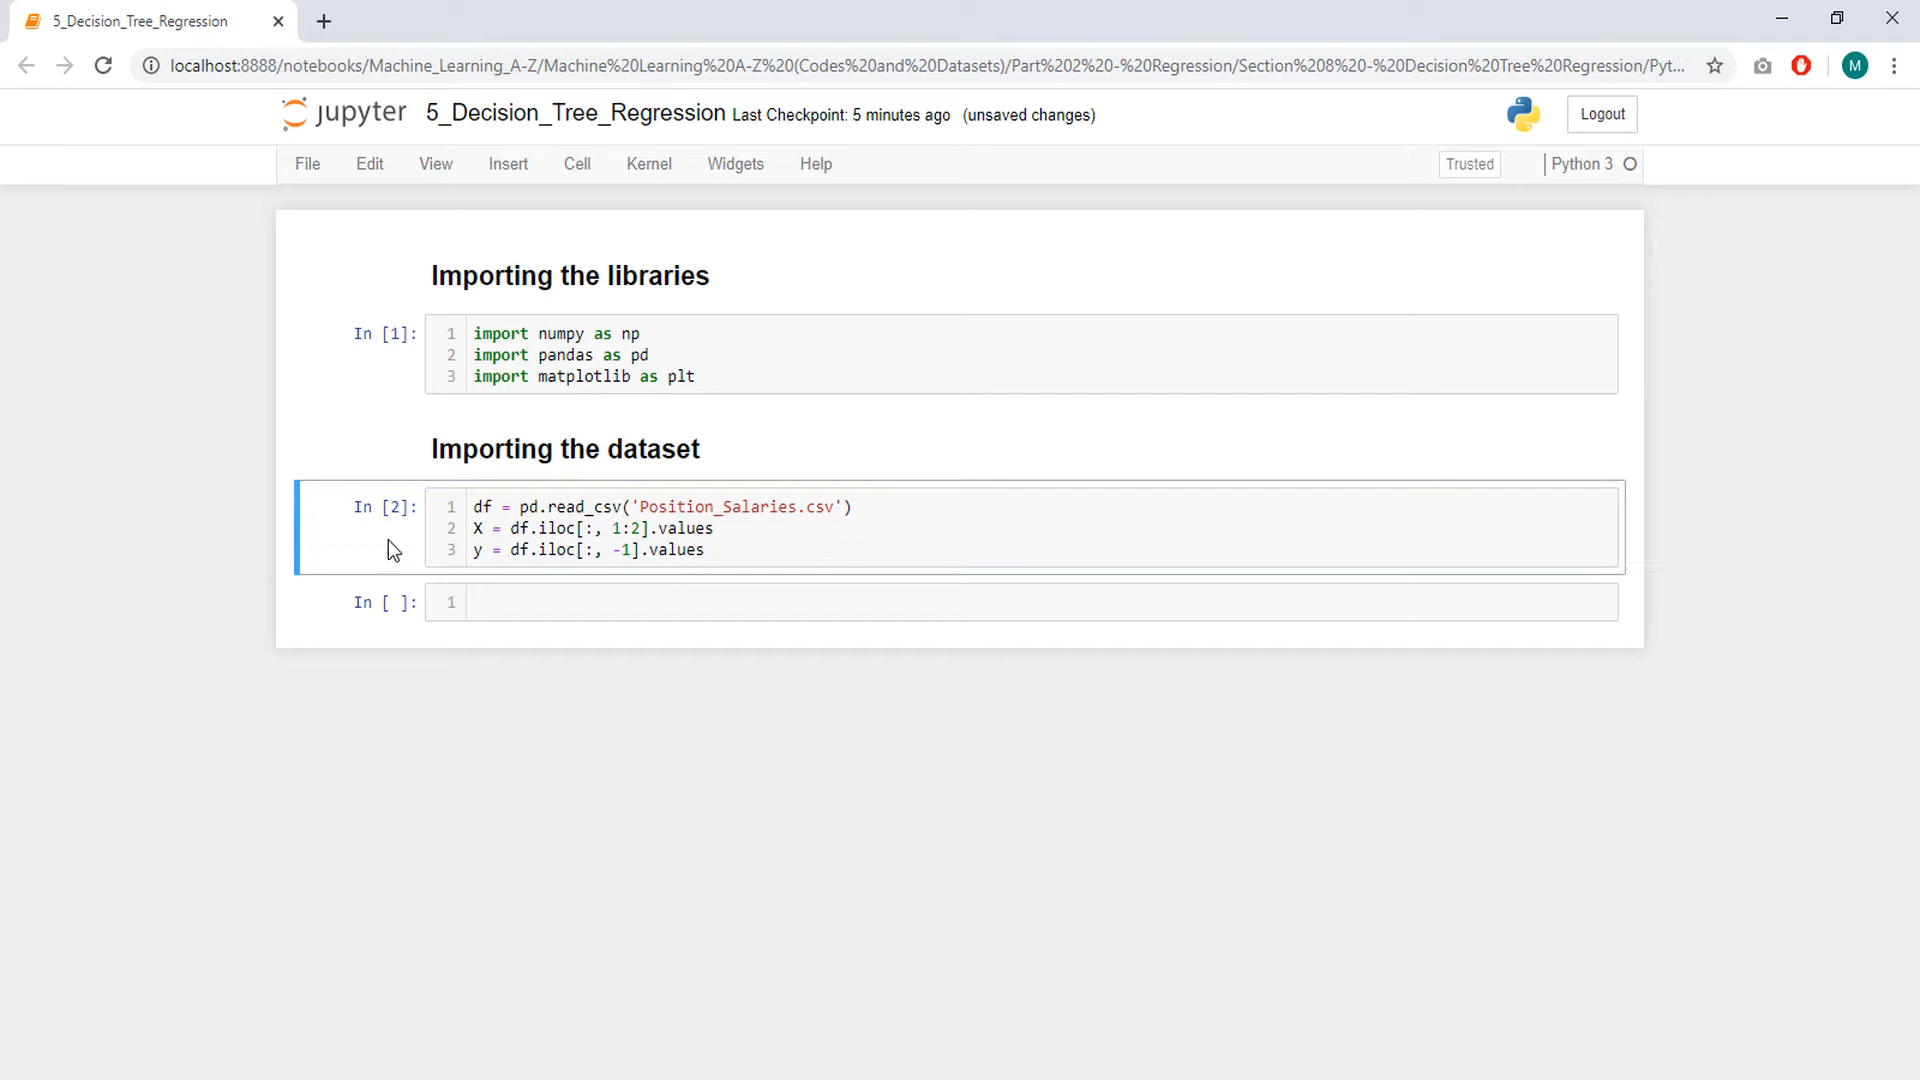 5_Decision_Tree_Regression
localhost:8888/notebooks/Machine_Learning_A-Z/Machine%20Learning%20A-Z%20(Codes%20and%20Datasets)/Part%202%20-%20Regression/Section%208%20-%20Decision%20Tree%20Regression/Pyt...
M
jupyter 5_Decision_Tree_Regression Last Checkpoint: 5 minutes ago (unsaved changes)
Logout
File Edit View Insert Cell Kernel Widgets Help
Trusted Python 3
Importing the libraries
In [1]: 1 import numpy as np
2 import pandas as pd
3 import matplotlib as plt
Importing the dataset
In [2]: 1 df = pd.read_csv('Position_Salaries.csv')
2 X = df.iloc[:, 1:2].values
3 y = df.iloc[:, -1].values
In [ ]: 1